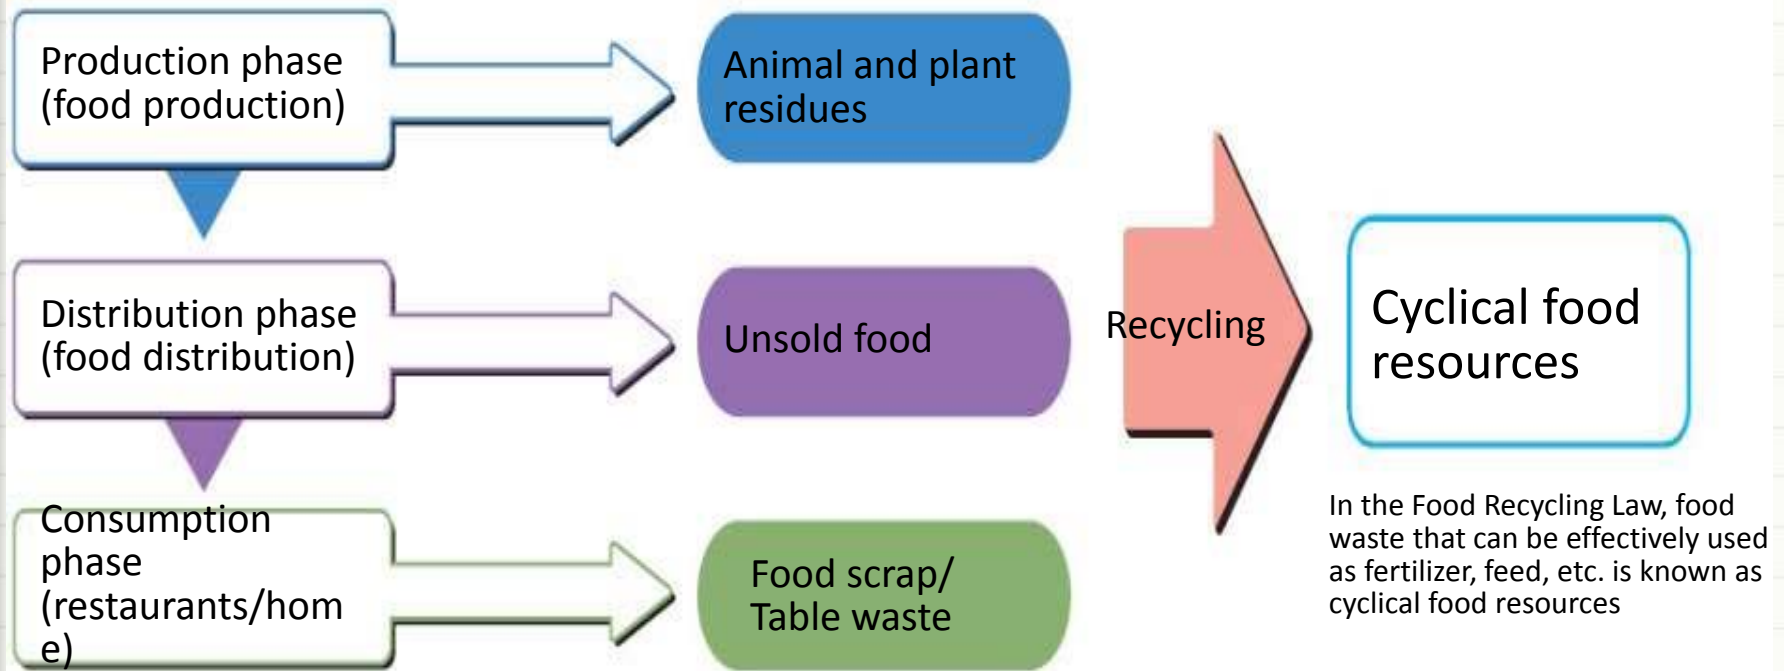 Production phase
(food production)
Animal and plant
residues
Distribution phase
(food distribution)
Unsold food
Consumption
phase
(restaurants/hom
e)
Food scrap/
Table waste
Recycling
Cyclical food
resources
In the Food Recycling Law, food
waste that can be effectively used
as fertilizer, feed, etc. is known as
cyclical food resources